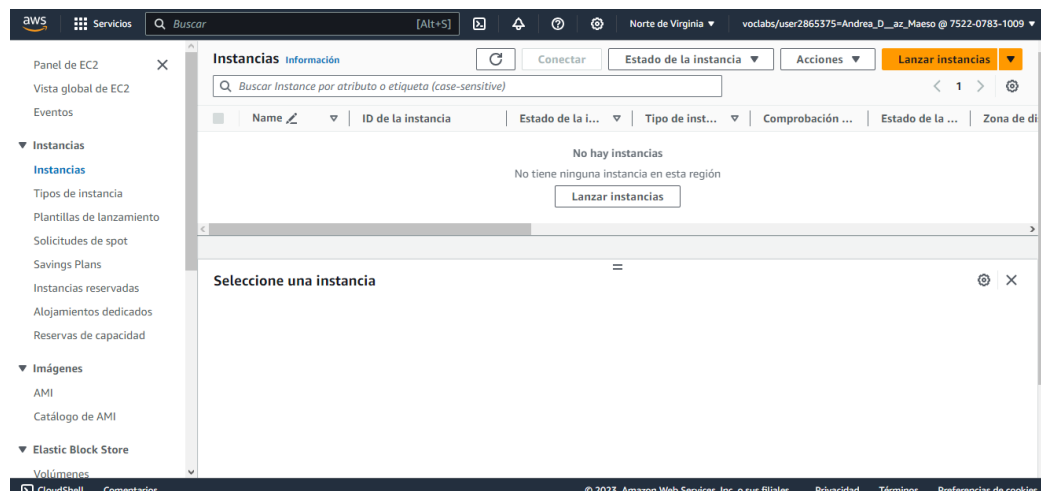 aws
Servicios
Buscar
[Alt+S]
Norte de Virginia
voclabs/user2865375=Andrea_D__az_Maeso @ 7522-0783-1009
Panel de EC2
Vista global de EC2
Eventos
Instancias
Instancias
Tipos de instancia
Plantillas de lanzamiento
Solicitudes de spot
Savings Plans
Instancias reservadas
Alojamientos dedicados
Reservas de capacidad
Imágenes
AMI
Catálogo de AMI
Elastic Block Store
Volúmenes
Instancias Información
Conectar
Estado de la instancia
Acciones
Lanzar instancias
Buscar Instance por atributo o etiqueta (case-sensitive)
1
Name
ID de la instancia
Estado de la i...
Tipo de inst...
Comprobación ...
Estado de la ...
Zona de di
No hay instancias
No tiene ninguna instancia en esta región
Lanzar instancias
Seleccione una instancia
CloudShell
Comentarios
© 2023, Amazon Web Services, Inc. o sus filiales.
Privacidad
Términos
Preferencias de cookies